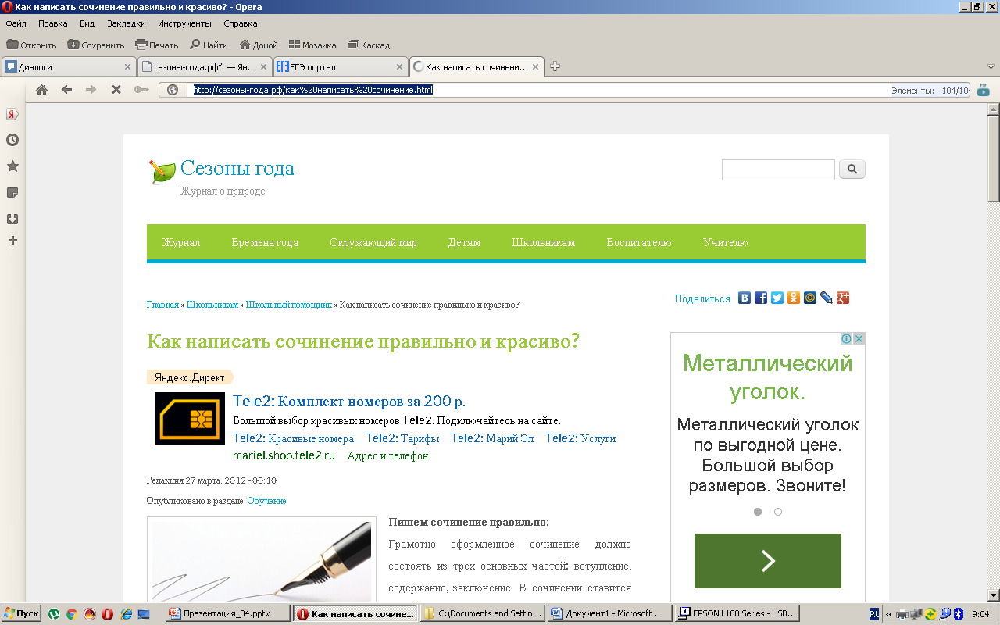 Как написать сочинение правильно и красиво? - Opera
Файл Правка Вид Закладки Инструменты Справка
Открыть Сохранить Печать Найти Домой Мозаика Каскад
Диалоги сезоны-года.рф”. — Ян... ЕГЭ портал Как написать сочинени...
http://сезоны-года.рф/как%20написать%20сочинение.html Элементы: 104/10
Сезоны года
Журнал о природе
Журнал Времена года Окружающий мир Детям Школьникам Воспитателю Учителю
Главная » Школьникам » Школьный помощник » Как написать сочинение правильно и красиво?
Поделиться
Как написать сочинение правильно и красиво?
Яндекс.Директ
Tele2: Комплект номеров за 200 р.
Большой выбор красивых номеров Tele2. Подключайтесь на сайте.
Tele2: Красивые номера Tele2: Тарифы Tele2: Марий Эл Tele2: Услуги
mariel.shop.tele2.ru Адрес и телефон
Редакция 27 марта, 2012 - 00:10
Опубликовано в разделе: Обучение
Пишем сочинение правильно:
Грамотно оформленное сочинение должно
состоять из трех основных частей: вступление,
содержание, заключение. В сочинении ставится
Металлический
уголок.
Металлический уголок
по выгодной цене.
Большой выбор
размеров. Звоните!
Пуск Презентация_04.pptx Как написать сочине... C:\Documents and Settin... Документ1 - Microsoft ... EPSON L100 Series - USB... RU 9:04